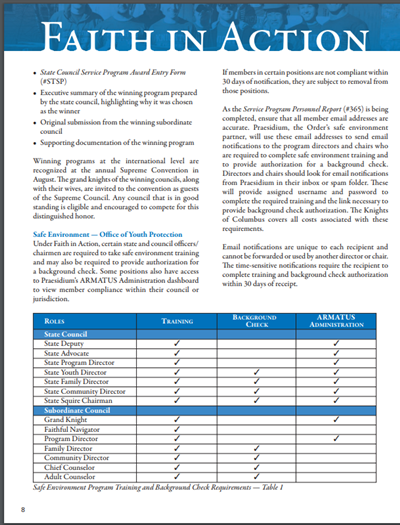 FAITH IN ACTION
• State Council Service Program Award Entry Form
(#STSP)
• Executive summary of the winning program prepared
by the state council, highlighting why it was chosen
as the winner
• Original submission from the winning subordinate
council
• Supporting documentation of the winning program
Winning programs at the international level are
recognized at the annual Supreme Convention in
August. The grand knights of the winning councils, along
with their wives, are invited to the convention as guests
of the Supreme Council. Any council that is in good
standing is eligible and encouraged to compete for this
distinguished honor.
Safe Environment — Office of Youth Protection
Under Faith in Action, certain state and council officers/
chairmen are required to take safe environment training
and may also be required to provide authorization for
a background check. Some positions also have access
to Praesidium's ARMATUS Administration dashboard
to view member compliance within their council or
jurisdiction.
If members in certain positions are not compliant within
30 days of notification, they are subject to removal from
those positions.
As the Service Program Personnel Report (#365) is being
completed, ensure that all member email addresses are
accurate. Praesidium, the Order's safe environment
partner, will use these emails to send email
notifications to the program directors and chairs who
are required to complete safe environment training and
to provide authorization for a background check.
Directors and chairs should look for email notifications
from Praesidium in their inbox or spam folder. These
will provide assigned username and password to
complete the required training and the link necessary to
provide background check authorization. The Knights
of Columbus covers all costs associated with these
requirements.
Email notifications are unique to each recipient and
cannot be forwarded or used by another director or chair.
The time-sensitive notifications require the recipient to
complete training and background check authorization
within 30 days of receipt.
ROLES TRAINING BACKGROUND CHECK ARMATUS ADMINISTRATION
State Council
State Deputy ✓ ✓
State Advocate ✓ ✓
State Program Director ✓ ✓
State Youth Director ✓ ✓ ✓
State Family Director ✓ ✓ ✓
State Community Director ✓ ✓ ✓
State Squire Chairman ✓ ✓ ✓
Subordinate Council
Grand Knight ✓ ✓
Faithful Navigator ✓
Program Director ✓ ✓
Family Director ✓ ✓
Community Director ✓ ✓
Chief Counselor ✓ ✓
Adult Counselor ✓ ✓
Safe Environment Program Training and Background Check Requirements — Table 1
8